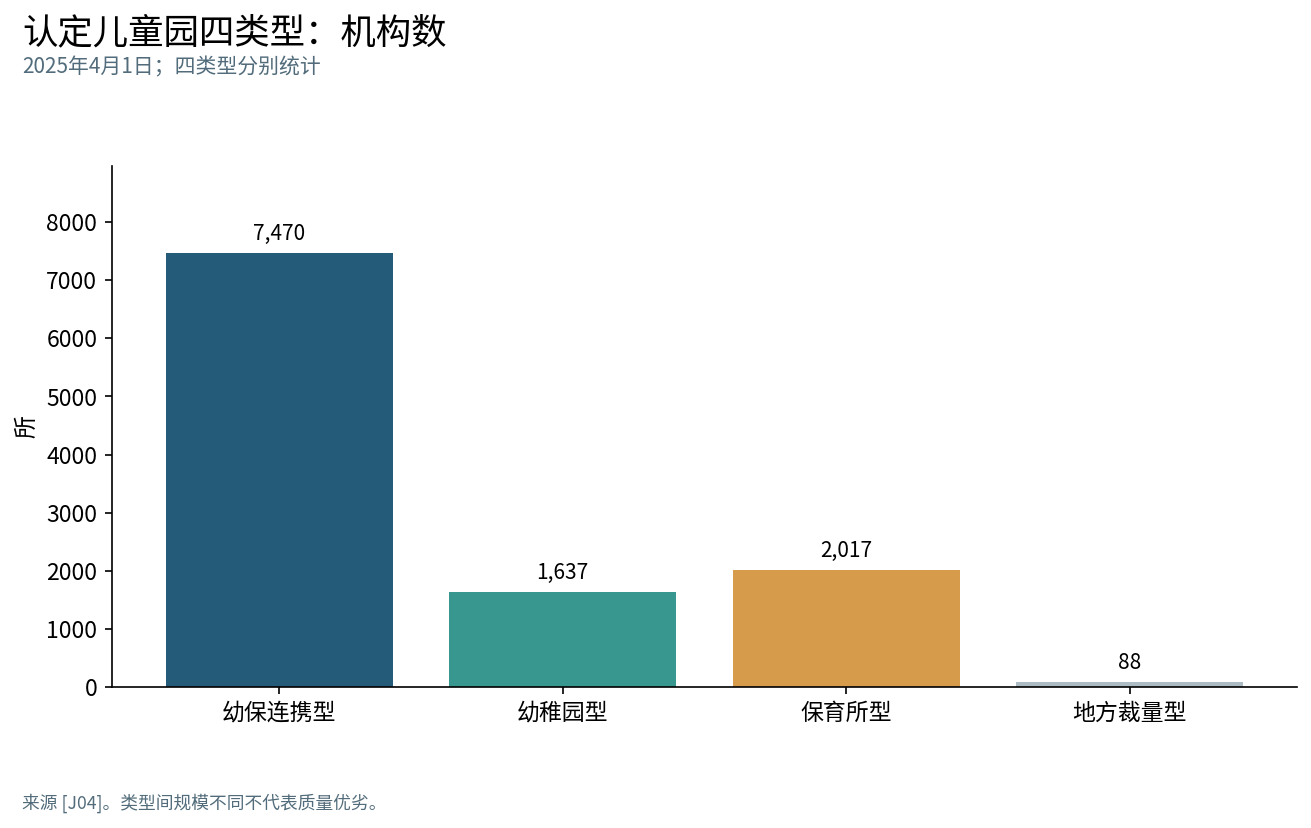 认定儿童园四类型：机构数
2025年4月1日；四类型分别统计
所
8000
7000
6000
5000
4000
3000
2000
1000
0
7,470
1,637
2,017
88
幼保连携型
幼稚园型
保育所型
地方裁量型
来源 [J04]。类型间规模不同不代表质量优劣。